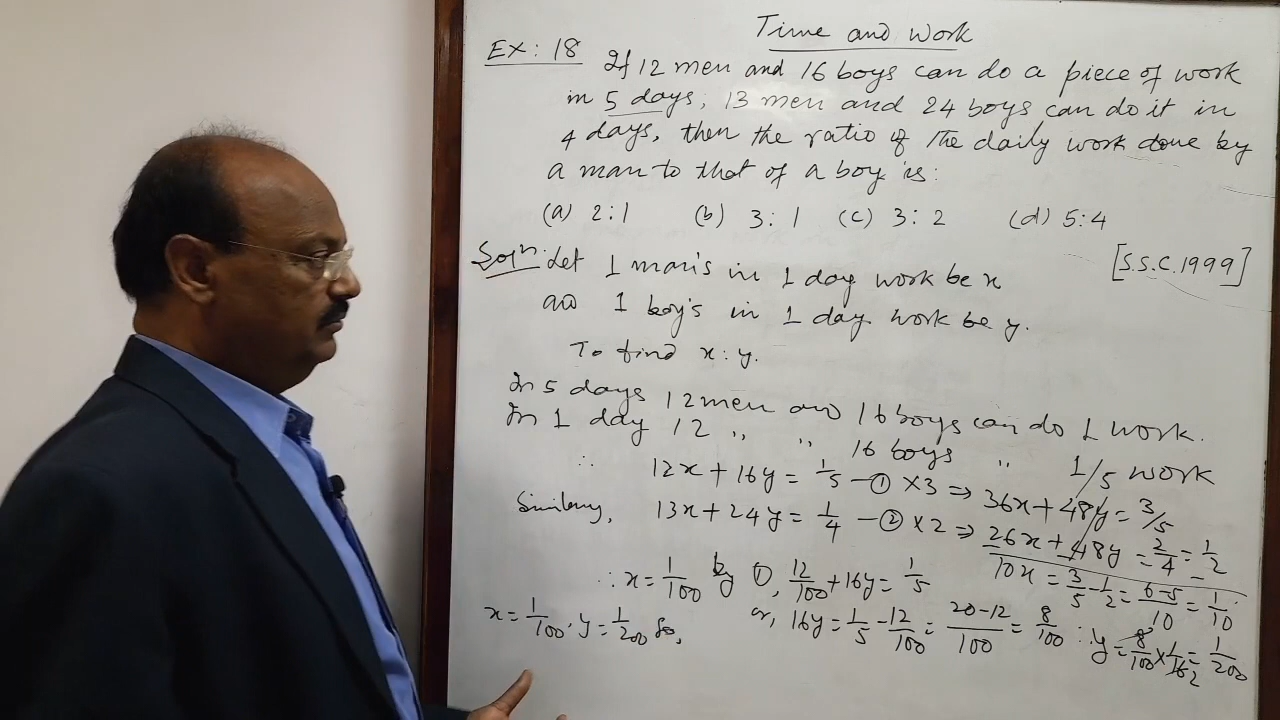 Time and Work
Ex: 18 If 12 men and 16 boys can do a piece of work
in 5 days; 13 men and 24 boys can do it in
4 days, then the ratio of the daily work done by
a man to that of a boy is:
(a) 2:1 (b) 3:1 (c) 3:2 (d) 5:4
[S.S.C. 1999]
Solⁿ: Let 1 man's in 1 day work be x
and 1 boy's in 1 day work be y.
To find x:y.
In 5 days 12 men and 16 boys can do 1 work.
In 1 day 12 " " 16 boys " 1/5 work
∴ 12x + 16y = 1/5 — ① ×3 ⇒ 36x + 48y = 3/5
Similarly, 13x + 24y = 1/4 — ② ×2 ⇒ 26x + 48y = 2/4 = 1/2
10x = 3/5 - 1/2 = 6-5/10 = 1/10
∴ x = 1/100 by ①, 12/100 + 16y = 1/5
or, 16y = 1/5 - 12/100 = 20-12/100 = 8/100 ∴ y = 8/100 × 1/16 2 = 1/200
x = 1/100, y = 1/200 So,